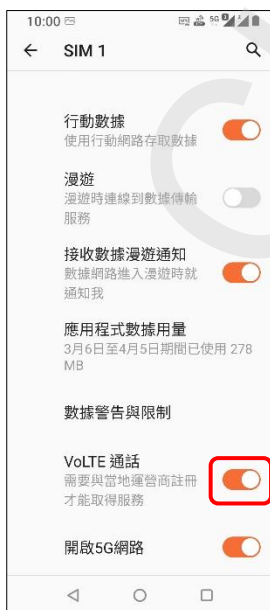 10:00
5G
SIM 1
行動數據
使用行動網路存取數據
漫遊
漫遊時連線到數據傳輸
服務
接收數據漫遊通知
數據網路進入漫遊時就
通知我
應用程式數據用量
3月6日至4月5日期間已使用 278
MB
數據警告與限制
VoLTE 通話
需要與當地運營商註冊
才能取得服務
開啟5G網路